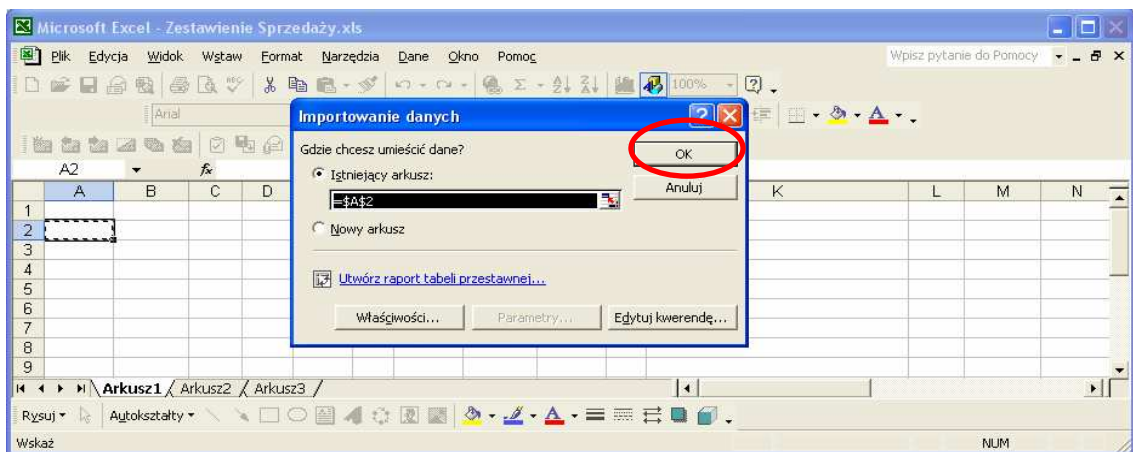 Microsoft Excel - Zestawienie Sprzedaży.xls
Plik Edycja Widok Wstaw Format Narzędzia Dane Okno Pomoc Wpisz pytanie do Pomocy
100%
Arial
Importowanie danych
Gdzie chcesz umieścić dane?
Istniejący arkusz:
=$A$2
Nowy arkusz
OK
Anuluj
Utwórz raport tabeli przestawnej...
Właściwości... Parametry... Edytuj kwerendę...
A2 fx
A B C D K L M N
1
2
3
4
5
6
7
8
9
Arkusz1 Arkusz2 Arkusz3
Rysuj Autokształty
Wskaż NUM